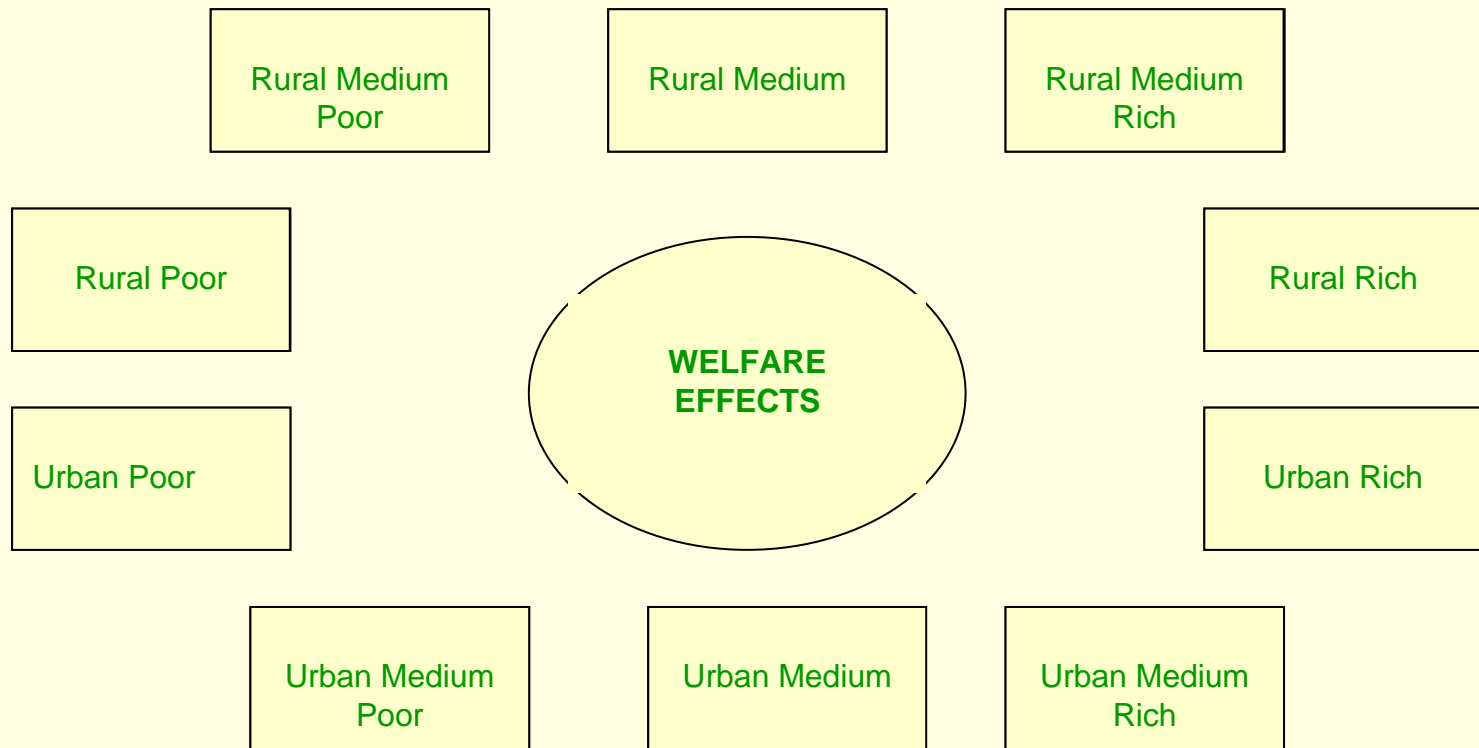 Rural Medium
Poor
Rural Medium
Rural Medium
Rich
Rural Poor
Rural Rich
WELFARE
EFFECTS
Urban Poor
Urban Rich
Urban Medium
Poor
Urban Medium
Urban Medium
Rich